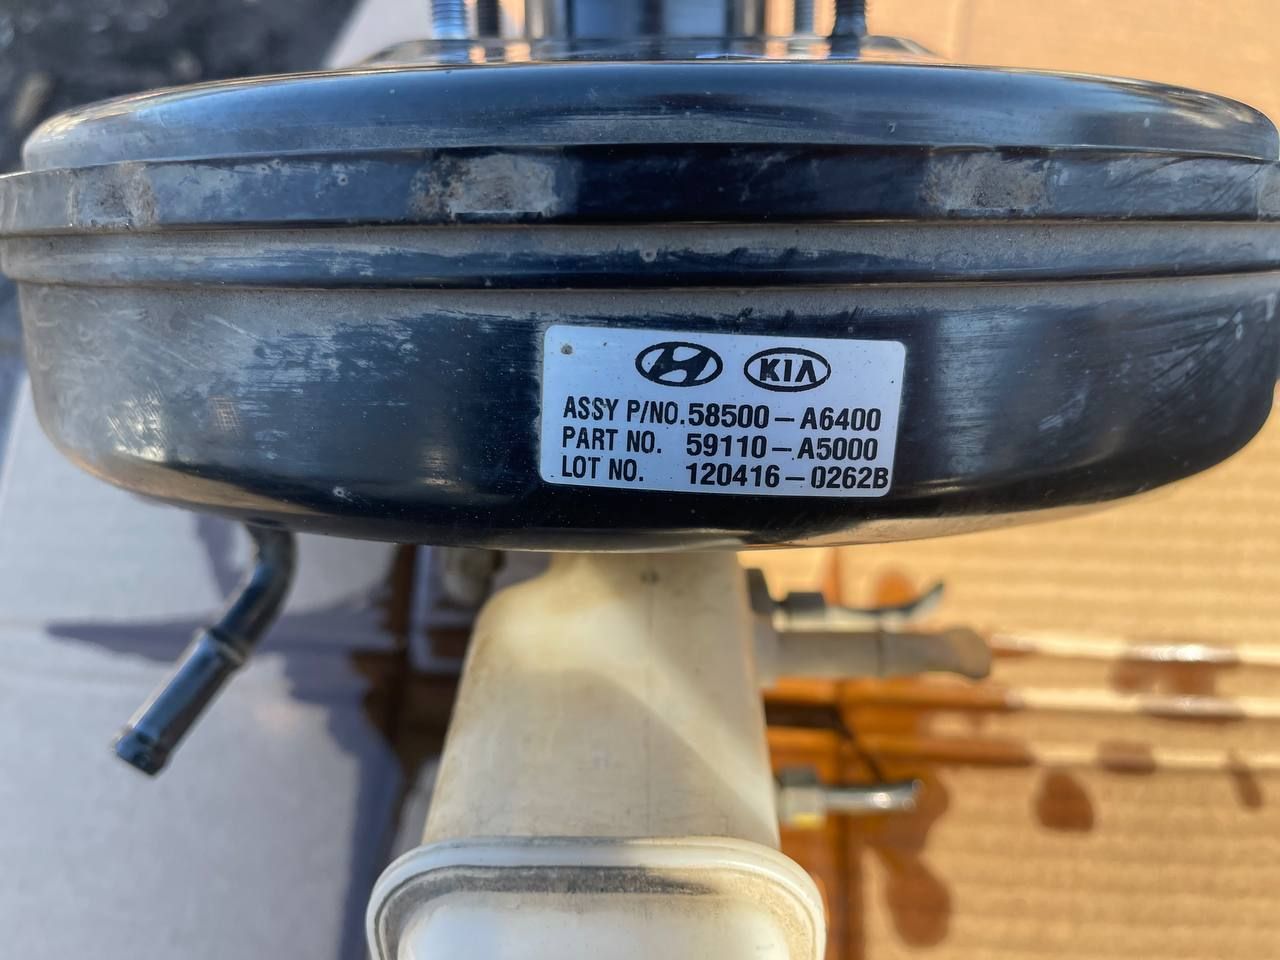 KIA
ASSY P/NO. 58500-A6400
PART NO. 59110-A5000
LOT NO. 120416-0262B